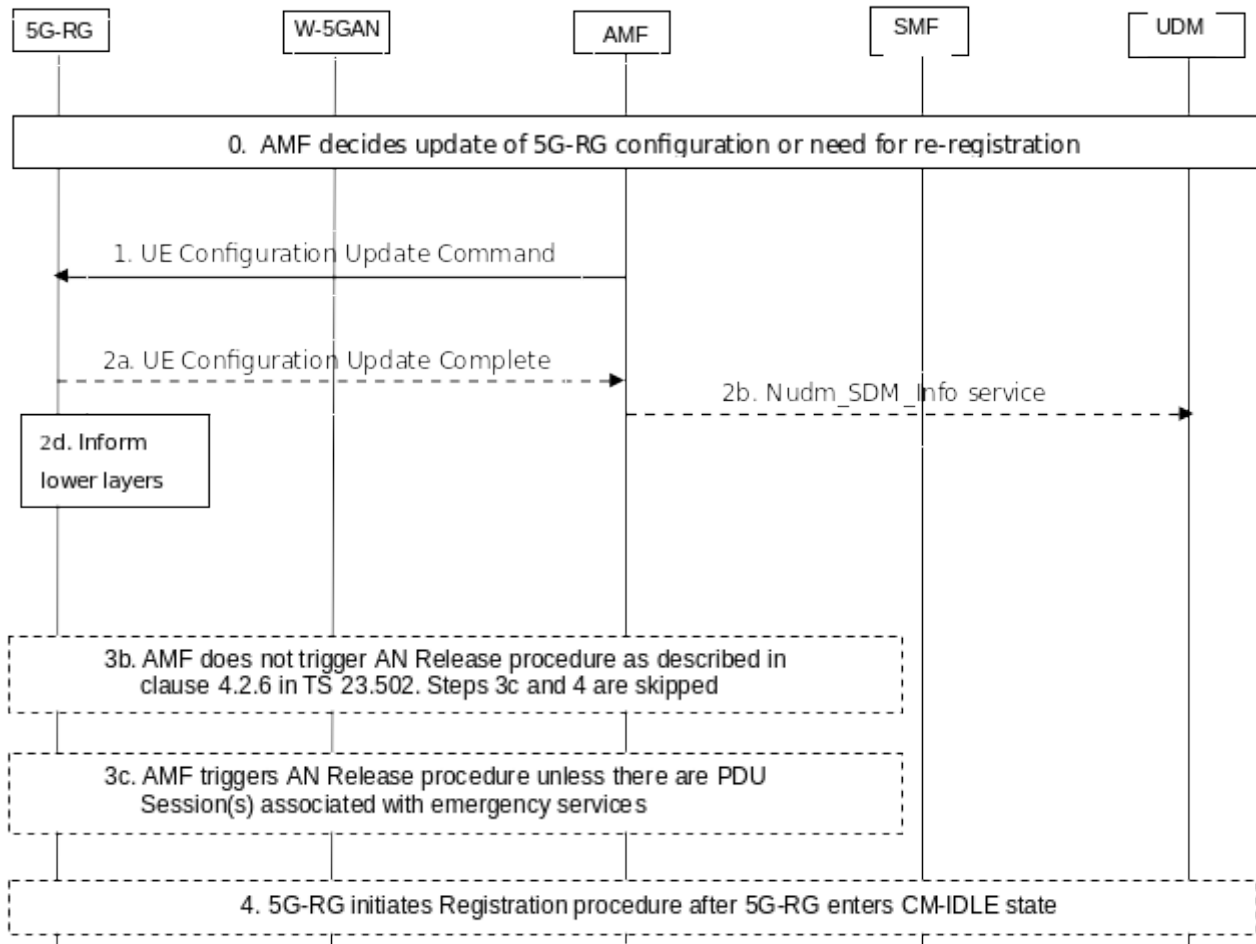 5G-RG
W-5GAN
AMF
SMF
UDM
0. AMF decides update of 5G-RG configuration or need for re-registration
1. UE Configuration Update Command
2a. UE Configuration Update Complete
2b. Nudm_SDM_Info service
2d. Inform
lower layers
3b. AMF does not trigger AN Release procedure as described in
clause 4.2.6 in TS 23.502. Steps 3c and 4 are skipped
3c. AMF triggers AN Release procedure unless there are PDU
Session(s) associated with emergency services
4. 5G-RG initiates Registration procedure after 5G-RG enters CM-IDLE state